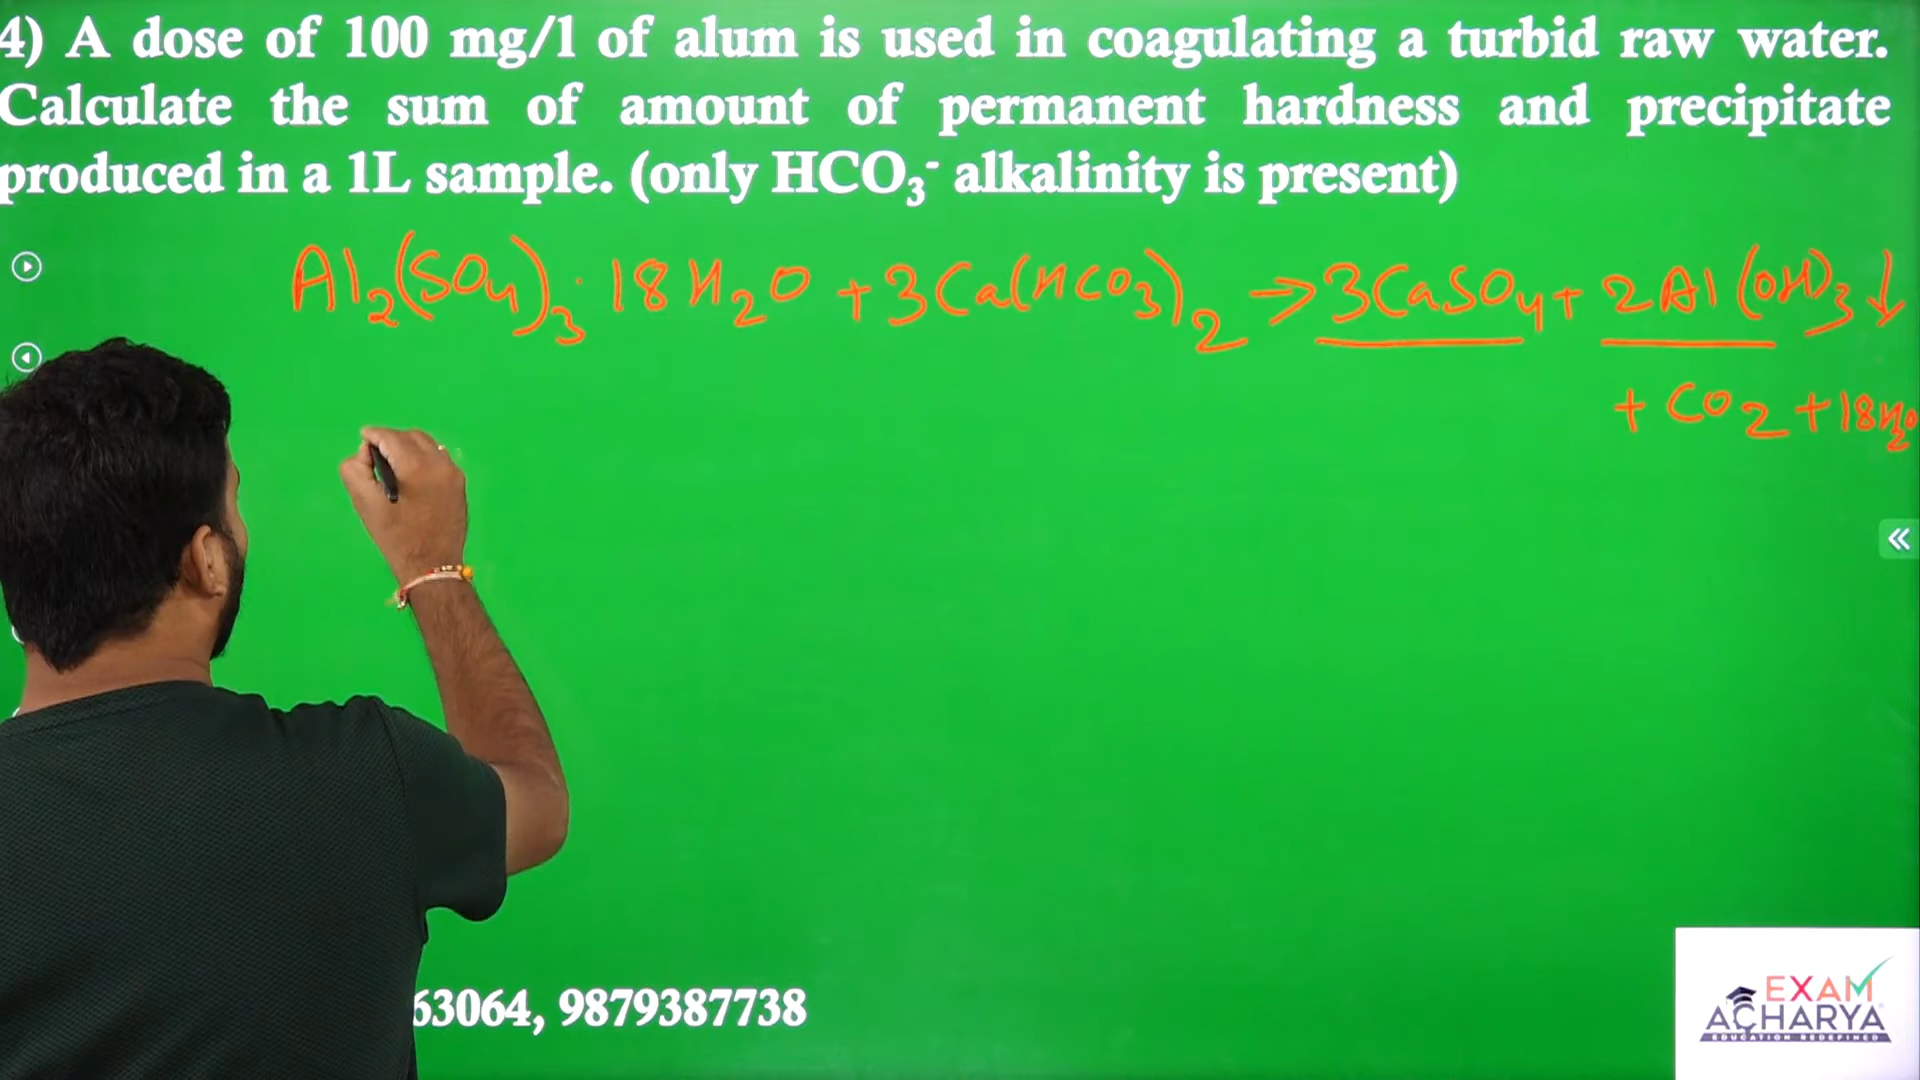 4) A dose of 100 mg/l of alum is used in coagulating a turbid raw water.
Calculate the sum of amount of permanent hardness and precipitate
produced in a 1L sample. (only HCO₃⁻ alkalinity is present)
Al₂(SO₄)₃·18H₂O + 3Ca(HCO₃)₂ → 3CaSO₄ + 2Al(OH)₃↓
+ CO₂ + 18H₂O
63064, 9879387738
EXAM
ACHARYA
EDUCATION REDEFINED